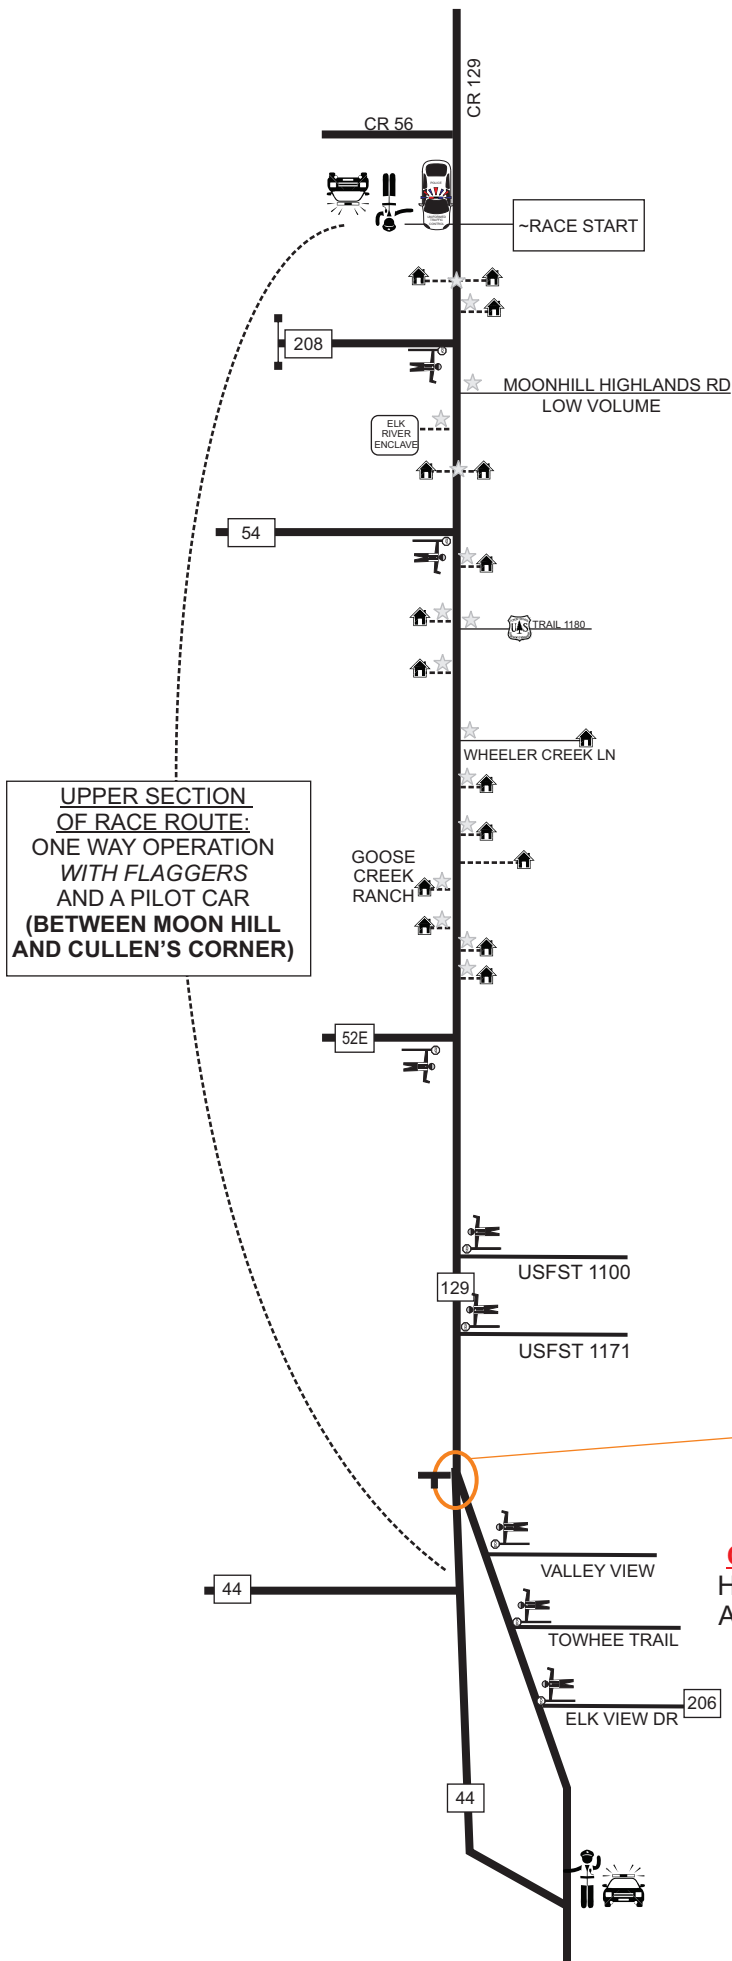 CR 129
CR 56
~RACE START
208
MOONHILL HIGHLANDS RD
LOW VOLUME
ELK
RIVER
ENCLAVE
54
U S
TRAIL 1180
WHEELER CREEK LN
UPPER SECTION
OF RACE ROUTE:
ONE WAY OPERATION
WITH FLAGGERS
AND A PILOT CAR
(BETWEEN MOON HILL
AND CULLEN'S CORNER)
GOOSE
CREEK
RANCH
52E
USFST 1100
129
USFST 1171
VALLEY VIEW
H
A
44
TOWHEE TRAIL
206
ELK VIEW DR
44